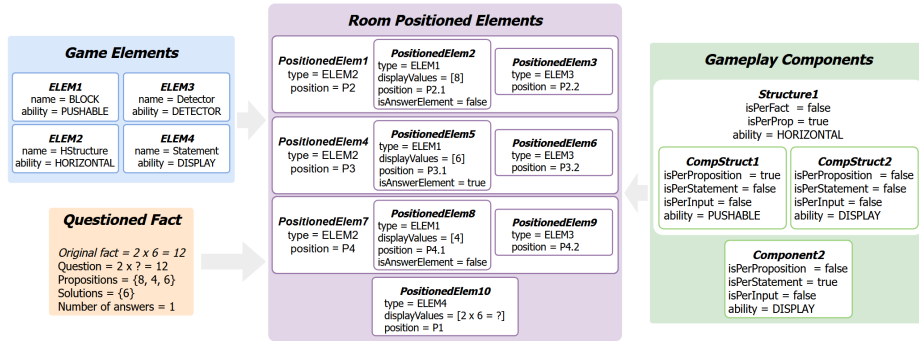 Game Elements
ELEM1
name = BLOCK
ability = PUSHABLE
ELEM3
name = Detector
ability = DETECTOR
ELEM2
name = HStructure
ability = HORIZONTAL
ELEM4
name = Statement
ability = DISPLAY
Questioned Fact
Original fact = 2 x 6 = 12
Question = 2 x ? = 12
Propositions = {8, 4, 6}
Solutions = {6}
Number of answers = 1
Room Positioned Elements
PositionedElem1
type = ELEM2
position = P2
PositionedElem2
type = ELEM1
displayValues = [8]
position = P2.1
isAnswerElement = false
PositionedElem3
type = ELEM3
position = P2.2
PositionedElem4
type = ELEM2
position = P3
PositionedElem5
type = ELEM1
displayValues = [6]
position = P3.1
isAnswerElement = true
PositionedElem6
type = ELEM3
position = P3.2
PositionedElem7
type = ELEM2
position = P4
PositionedElem8
type = ELEM1
displayValues = [4]
position = P4.1
isAnswerElement = false
PositionedElem9
type = ELEM3
position = P4.2
PositionedElem10
type = ELEM4
displayValues = [2 x 6 = ?]
position = P1
Gameplay Components
Structure1
isPerFact = false
isPerProp = true
ability = HORIZONTAL
CompStruct1
isPerProposition = true
isPerStatement = false
isPerInput = false
ability = PUSHABLE
CompStruct2
isPerProposition = false
isPerStatement = false
isPerInput = false
ability = DISPLAY
Component2
isPerProposition = false
isPerStatement = true
isPerInput = false
ability = DISPLAY